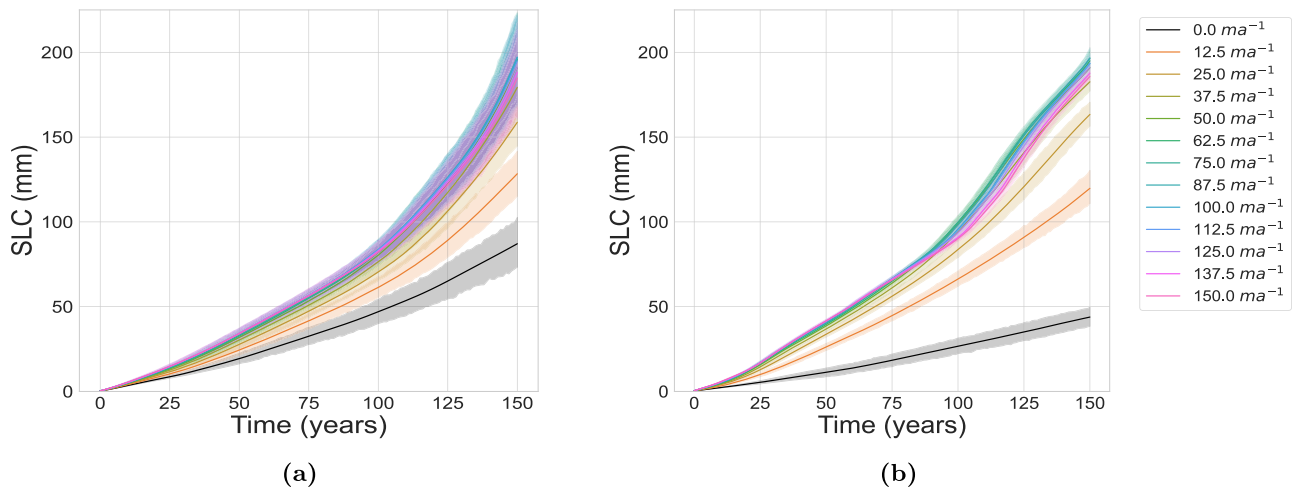 200
150
100
50
0
SLC (mm)
0 25 50 75 100 125 150
Time (years)
(a)
200
150
100
50
0
SLC (mm)
0 25 50 75 100 125 150
Time (years)
(b)
0.0 ma⁻¹
12.5 ma⁻¹
25.0 ma⁻¹
37.5 ma⁻¹
50.0 ma⁻¹
62.5 ma⁻¹
75.0 ma⁻¹
87.5 ma⁻¹
100.0 ma⁻¹
112.5 ma⁻¹
125.0 ma⁻¹
137.5 ma⁻¹
150.0 ma⁻¹